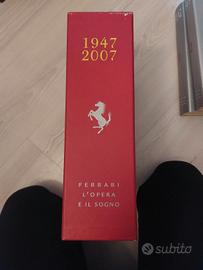 1947
2007
FERRARI
L'OPERA
E IL SOGNO
subito